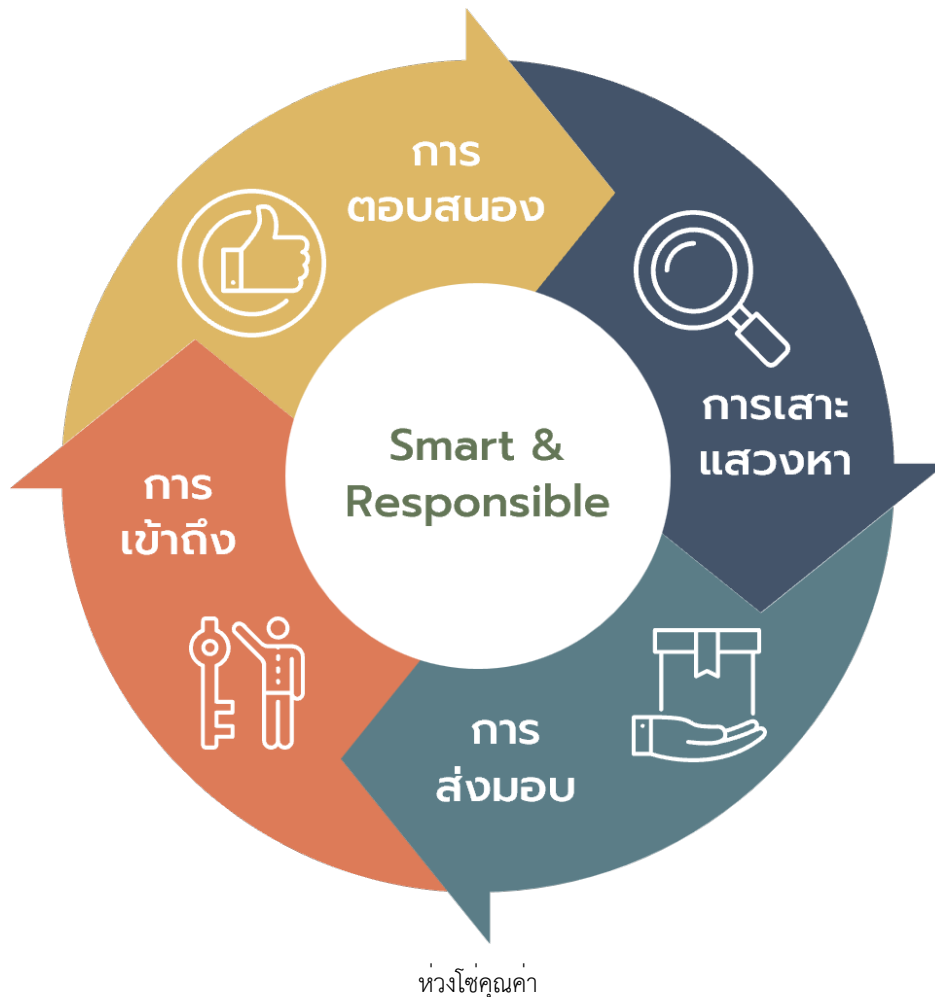 การ
ตอบสนอง
การเสาะ
แสวงหา
การ
เข้าถึง
Smart &
Responsible
การ
ส่งมอบ
ห่วงโซ่คุณค่า